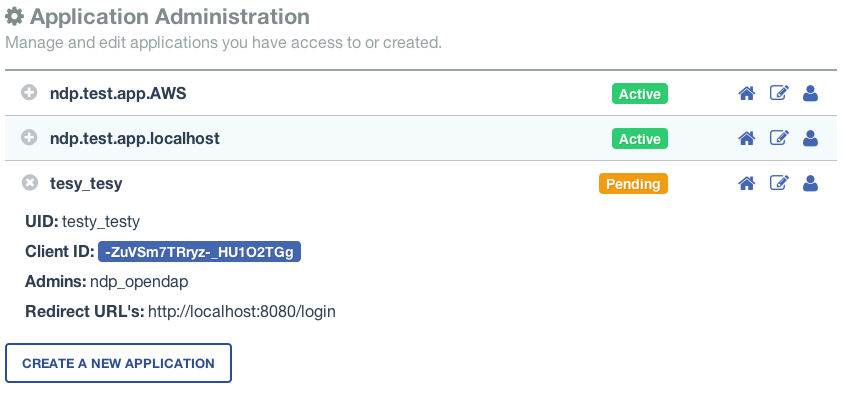 Application Administration
Manage and edit applications you have access to or created.
ndp.test.app.AWS Active
ndp.test.app.localhost Active
tesy_tesy Pending
UID: testy_testy
Client ID: -ZuVSm7TRryz-_HU1O2TGg
Admins: ndp_opendap
Redirect URL's: http://localhost:8080/login
CREATE A NEW APPLICATION